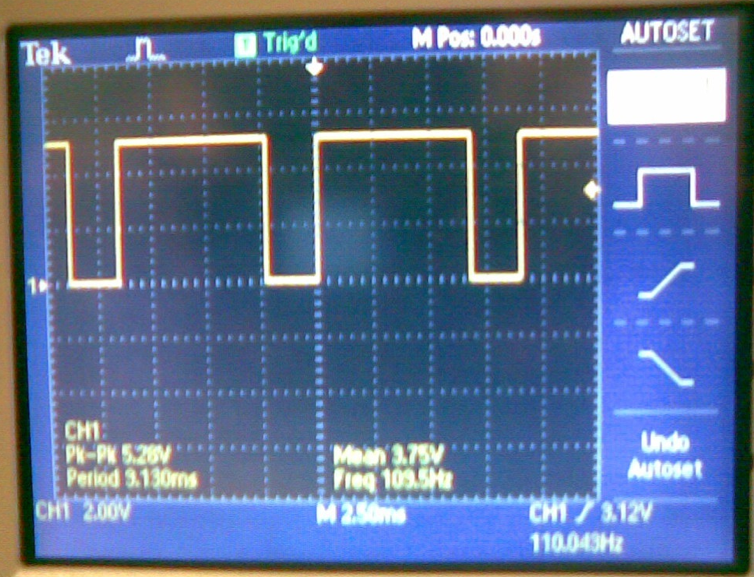 Tek Trig'd M Pos: 0.000s AUTOSET
1
CH1
Pk-Pk 5.28V Mean 3.75V
Period 9.130ms Freq 109.5Hz
CH1 2.00V M 2.50ms CH1 3.12V
110.043Hz
Undo
Autoset